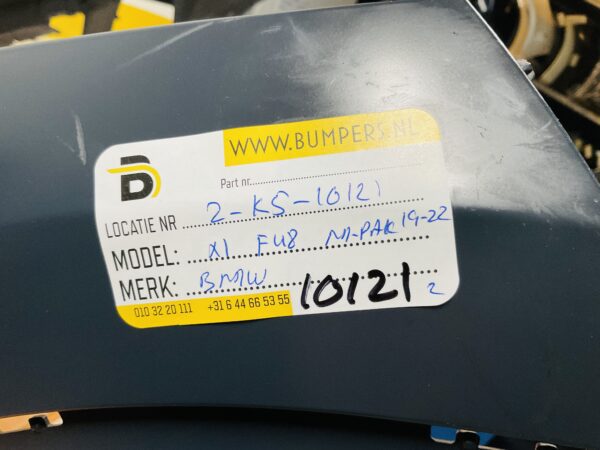 WWW.BUMPERS.NL
B
Part nr..........
LOCATIE NR 2-K5-10121
MODEL: X1 F48 M-PAK 19-22
MERK: BMW
010 32 20 111 +31 6 44 66 53 55 10121 2